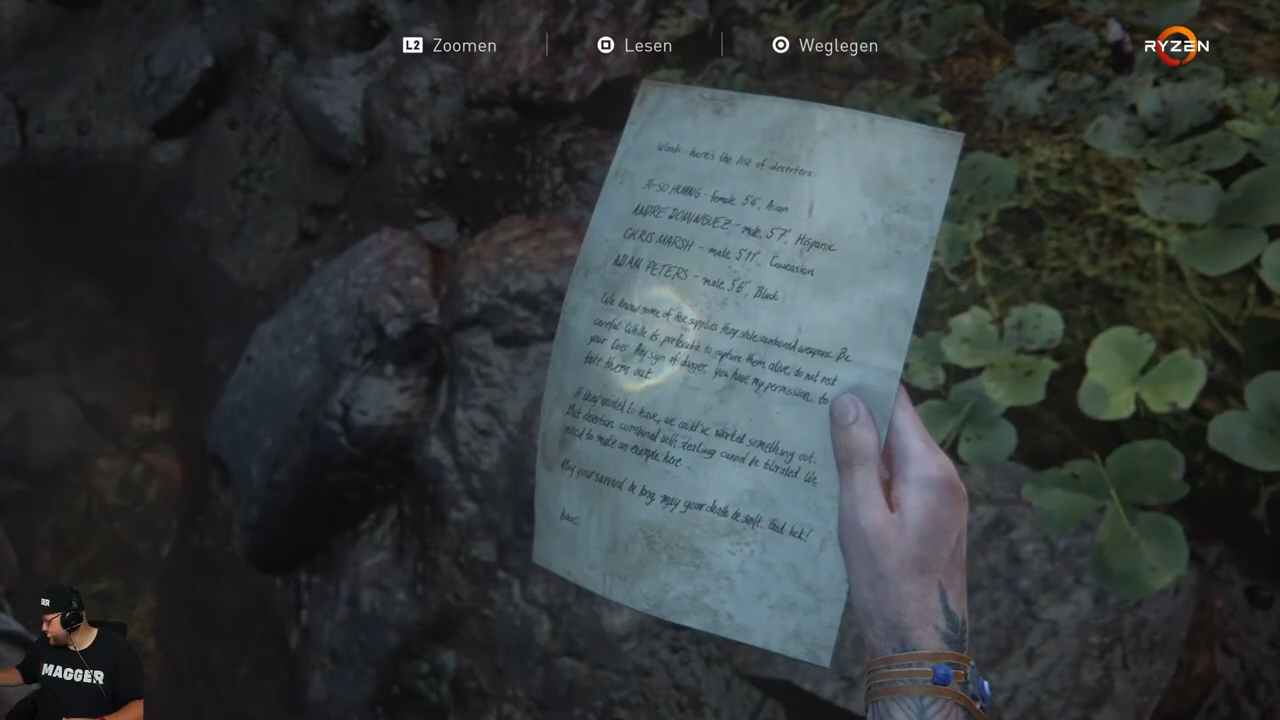 L2 Zoomen
Lesen
Weglegen
RYZEN
Woods - here's the list of deserters:
JI-SO HUANG - female, 5'6", Asian
ANDRE DOMINGUEZ - male, 5'7", Hispanic
CHRIS MARSH - male 5'11", Caucasian
ADAM PETERS - male, 5'6", Black
We know some of the supplies they stole contained weapons. Be
careful. While it's preferable to capture them alive, do not risk
your lives. Any sign of danger, you have my permission to
take them out.
If they wanted to leave, we could've worked something out.
But desertion combined with stealing cannot be tolerated. We
need to make an example here.
May your survival be long, may your death be swift. Good luck!
Isaac
MAGGER